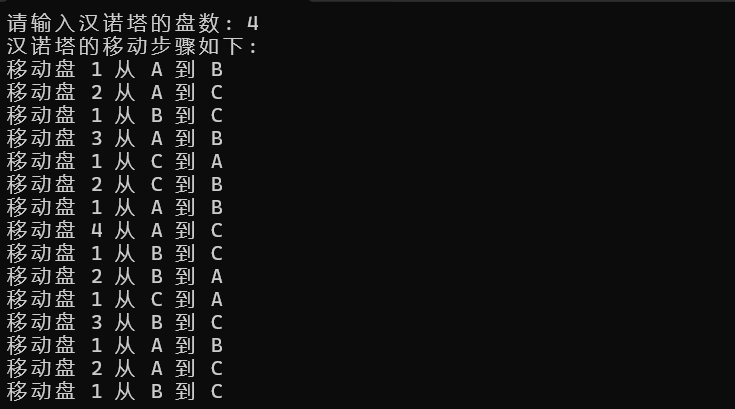 请输入汉诺塔的盘数: 4
汉诺塔的移动步骤如下:
移动盘 1 从 A 到 B
移动盘 2 从 A 到 C
移动盘 1 从 B 到 C
移动盘 3 从 A 到 B
移动盘 1 从 C 到 A
移动盘 2 从 C 到 B
移动盘 1 从 A 到 B
移动盘 4 从 A 到 C
移动盘 1 从 B 到 C
移动盘 2 从 B 到 A
移动盘 1 从 C 到 A
移动盘 3 从 B 到 C
移动盘 1 从 A 到 B
移动盘 2 从 A 到 C
移动盘 1 从 B 到 C